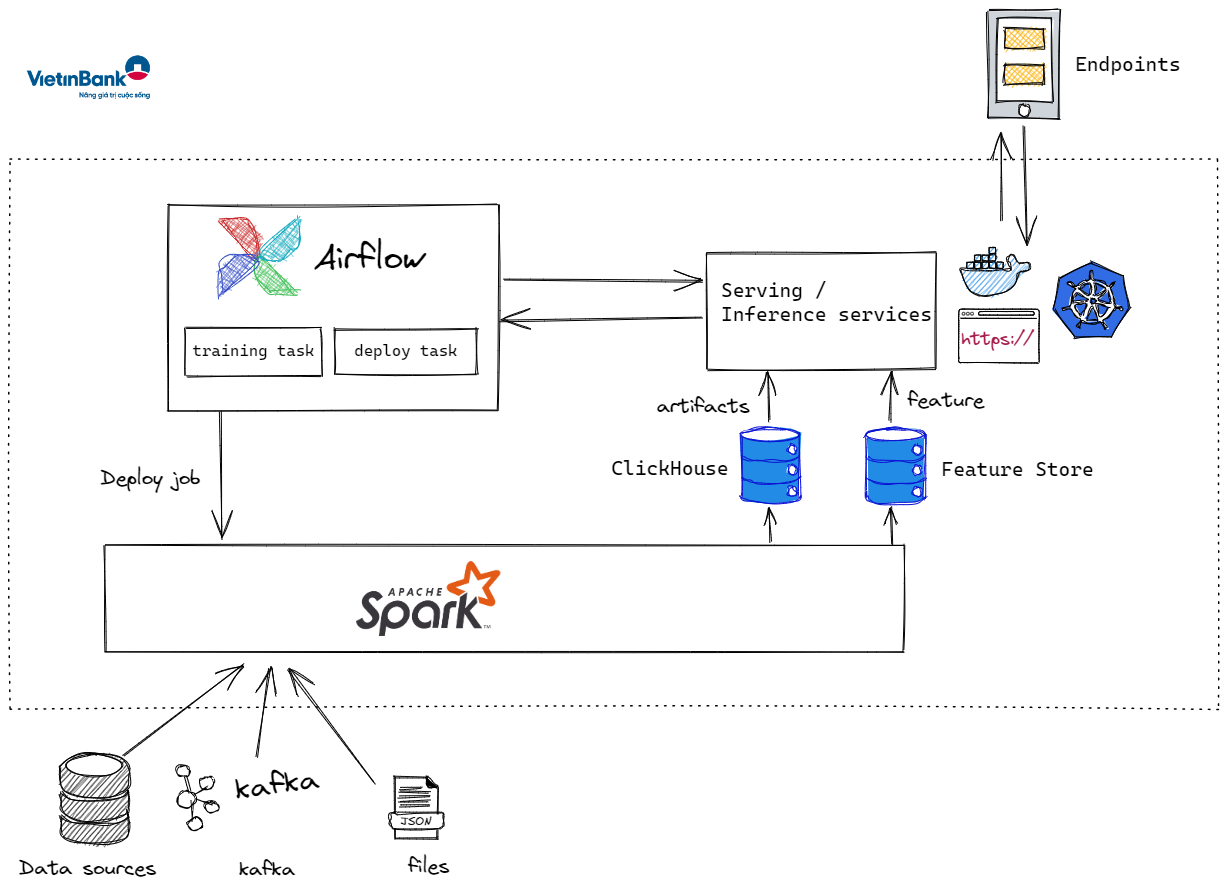 Endpoints
VietinBank
Nâng giá trị cuộc sống
Airflow
training task
deploy task
Serving /
Inference services
https://
artifacts
feature
ClickHouse
Feature Store
Deploy job
APACHE
Spark™
kafka
JSON
Data sources
kafka
files